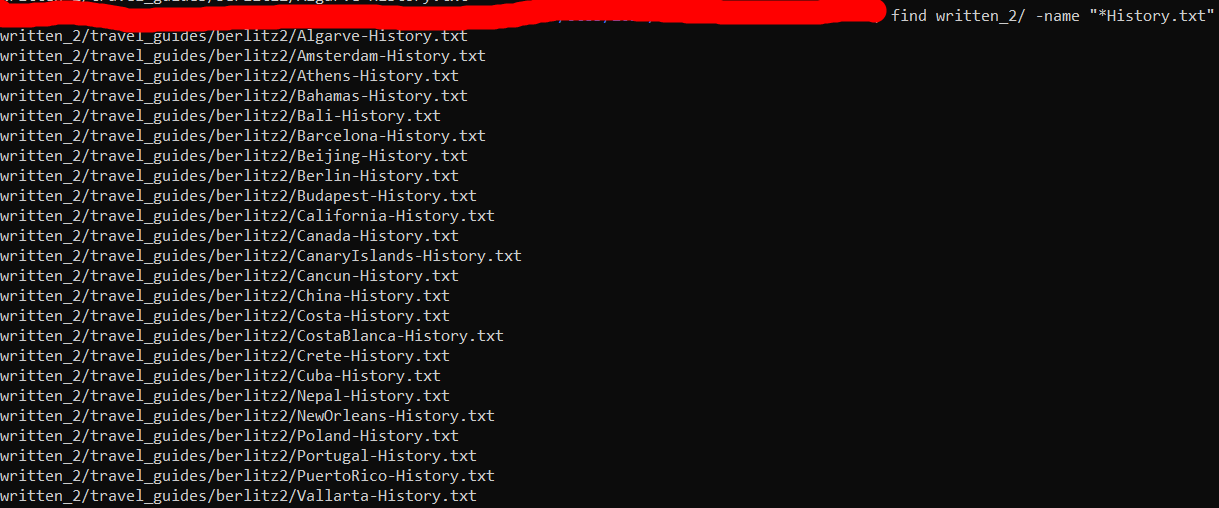 find written_2/ -name "*History.txt"
written_2/travel_guides/berlitz2/Algarve-History.txt
written_2/travel_guides/berlitz2/Amsterdam-History.txt
written_2/travel_guides/berlitz2/Athens-History.txt
written_2/travel_guides/berlitz2/Bahamas-History.txt
written_2/travel_guides/berlitz2/Bali-History.txt
written_2/travel_guides/berlitz2/Barcelona-History.txt
written_2/travel_guides/berlitz2/Beijing-History.txt
written_2/travel_guides/berlitz2/Berlin-History.txt
written_2/travel_guides/berlitz2/Budapest-History.txt
written_2/travel_guides/berlitz2/California-History.txt
written_2/travel_guides/berlitz2/Canada-History.txt
written_2/travel_guides/berlitz2/CanaryIslands-History.txt
written_2/travel_guides/berlitz2/Cancun-History.txt
written_2/travel_guides/berlitz2/China-History.txt
written_2/travel_guides/berlitz2/Costa-History.txt
written_2/travel_guides/berlitz2/CostaBlanca-History.txt
written_2/travel_guides/berlitz2/Crete-History.txt
written_2/travel_guides/berlitz2/Cuba-History.txt
written_2/travel_guides/berlitz2/Nepal-History.txt
written_2/travel_guides/berlitz2/NewOrleans-History.txt
written_2/travel_guides/berlitz2/Poland-History.txt
written_2/travel_guides/berlitz2/Portugal-History.txt
written_2/travel_guides/berlitz2/PuertoRico-History.txt
written_2/travel_guides/berlitz2/Vallarta-History.txt